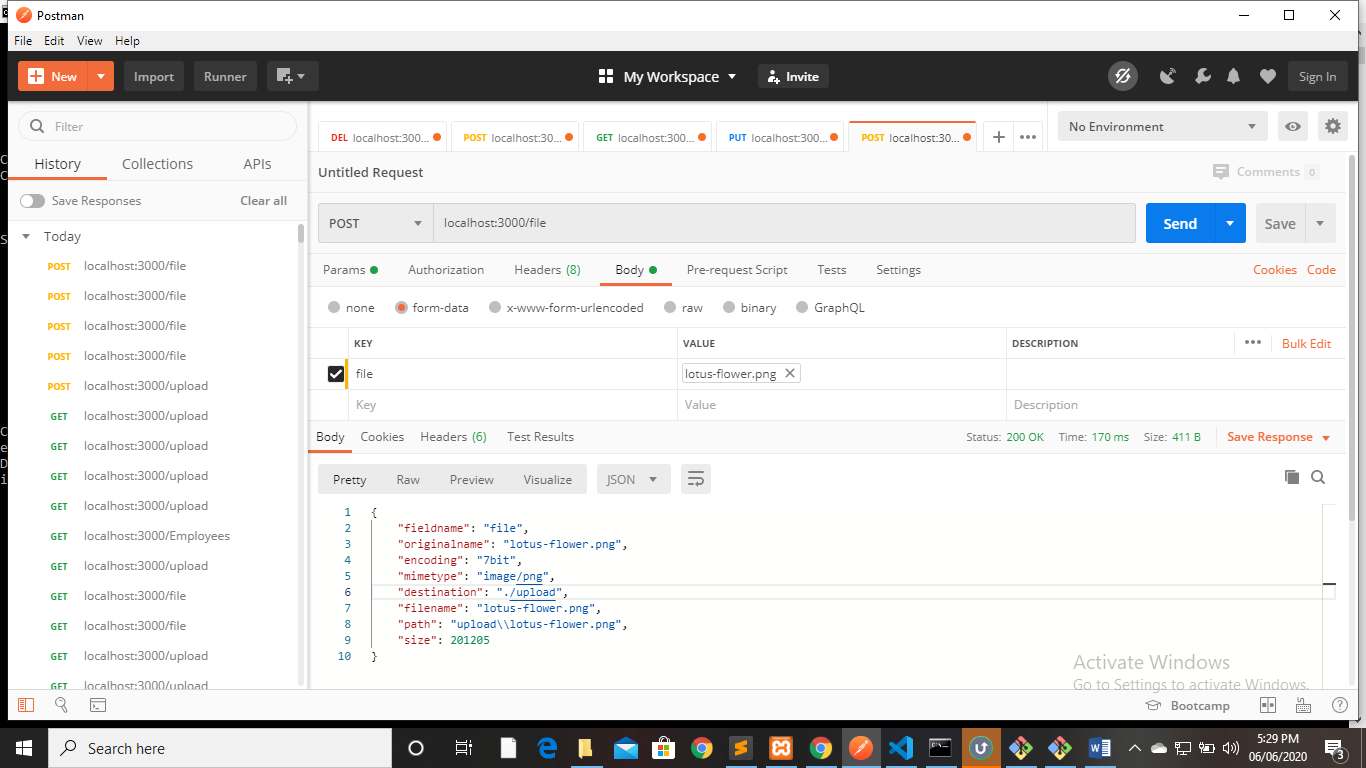 Postman
File Edit View Help
New Import Runner My Workspace Invite Sign In
Filter
History Collections APIs
Save Responses Clear all
Today
POST localhost:3000/file
POST localhost:3000/file
POST localhost:3000/file
POST localhost:3000/file
POST localhost:3000/upload
GET localhost:3000/upload
GET localhost:3000/upload
GET localhost:3000/upload
GET localhost:3000/upload
GET localhost:3000/Employees
GET localhost:3000/upload
GET localhost:3000/file
GET localhost:3000/file
GET localhost:3000/upload
GET localhost:3000/upload
DEL localhost:300... POST localhost:30... GET localhost:300... PUT localhost:300... POST localhost:30... No Environment
Untitled Request Comments 0
POST localhost:3000/file Send Save
Params Authorization Headers (8) Body Pre-request Script Tests Settings Cookies Code
none form-data x-www-form-urlencoded raw binary GraphQL
KEY VALUE DESCRIPTION Bulk Edit
file lotus-flower.png
Key Value Description
Body Cookies Headers (6) Test Results Status: 200 OK Time: 170 ms Size: 411 B Save Response
Pretty Raw Preview Visualize JSON
1 {
2 "fieldname": "file",
3 "originalname": "lotus-flower.png",
4 "encoding": "7bit",
5 "mimetype": "image/png",
6 "destination": "./upload",
7 "filename": "lotus-flower.png",
8 "path": "upload\\lotus-flower.png",
9 "size": 201205
10 }
Activate Windows
Go to Settings to activate Windows.
Bootcamp
Search here
5:29 PM
06/06/2020
3